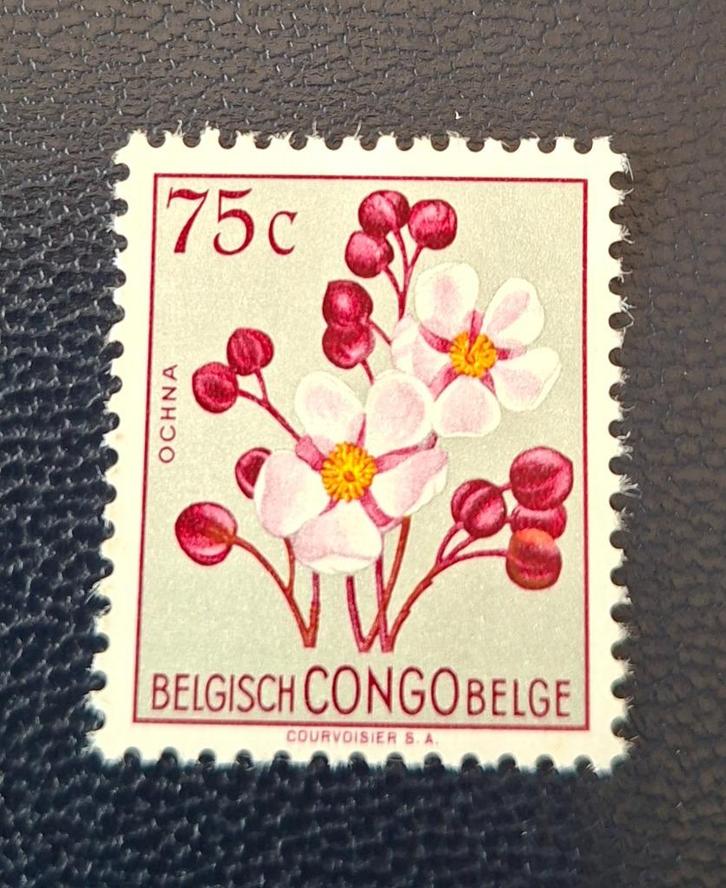 75c
OCHNA
BELGISCH CONGO BELGE
COURVOISIER S. A.